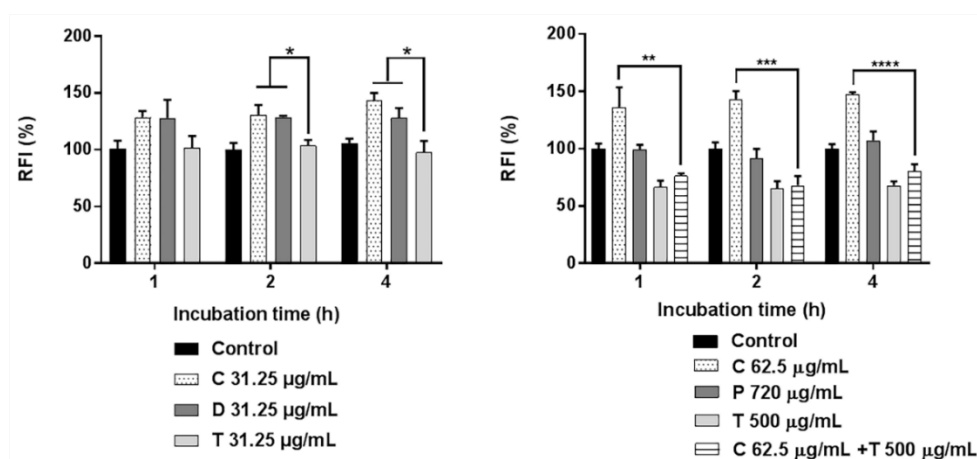 200
150
100
50
0
RFI (%)
*
*
1
2
4
Incubation time (h)
Control
C 31.25 µg/mL
D 31.25 µg/mL
T 31.25 µg/mL
200
150
100
50
0
RFI (%)
**
***
****
1
2
4
Incubation time (h)
Control
C 62.5 µg/mL
P 720 µg/mL
T 500 µg/mL
C 62.5 µg/mL +T 500 µg/mL